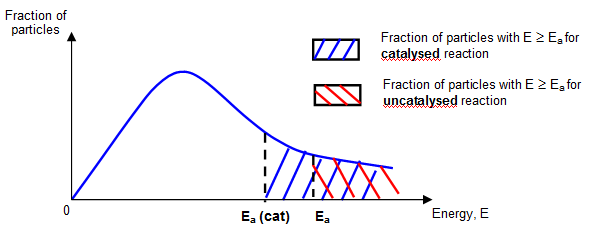 Fraction of
particles
Fraction of particles with E ≥ Ea for
catalysed reaction
Fraction of particles with E ≥ Ea for
uncatalysed reaction
0
Ea (cat)
Ea
Energy, E